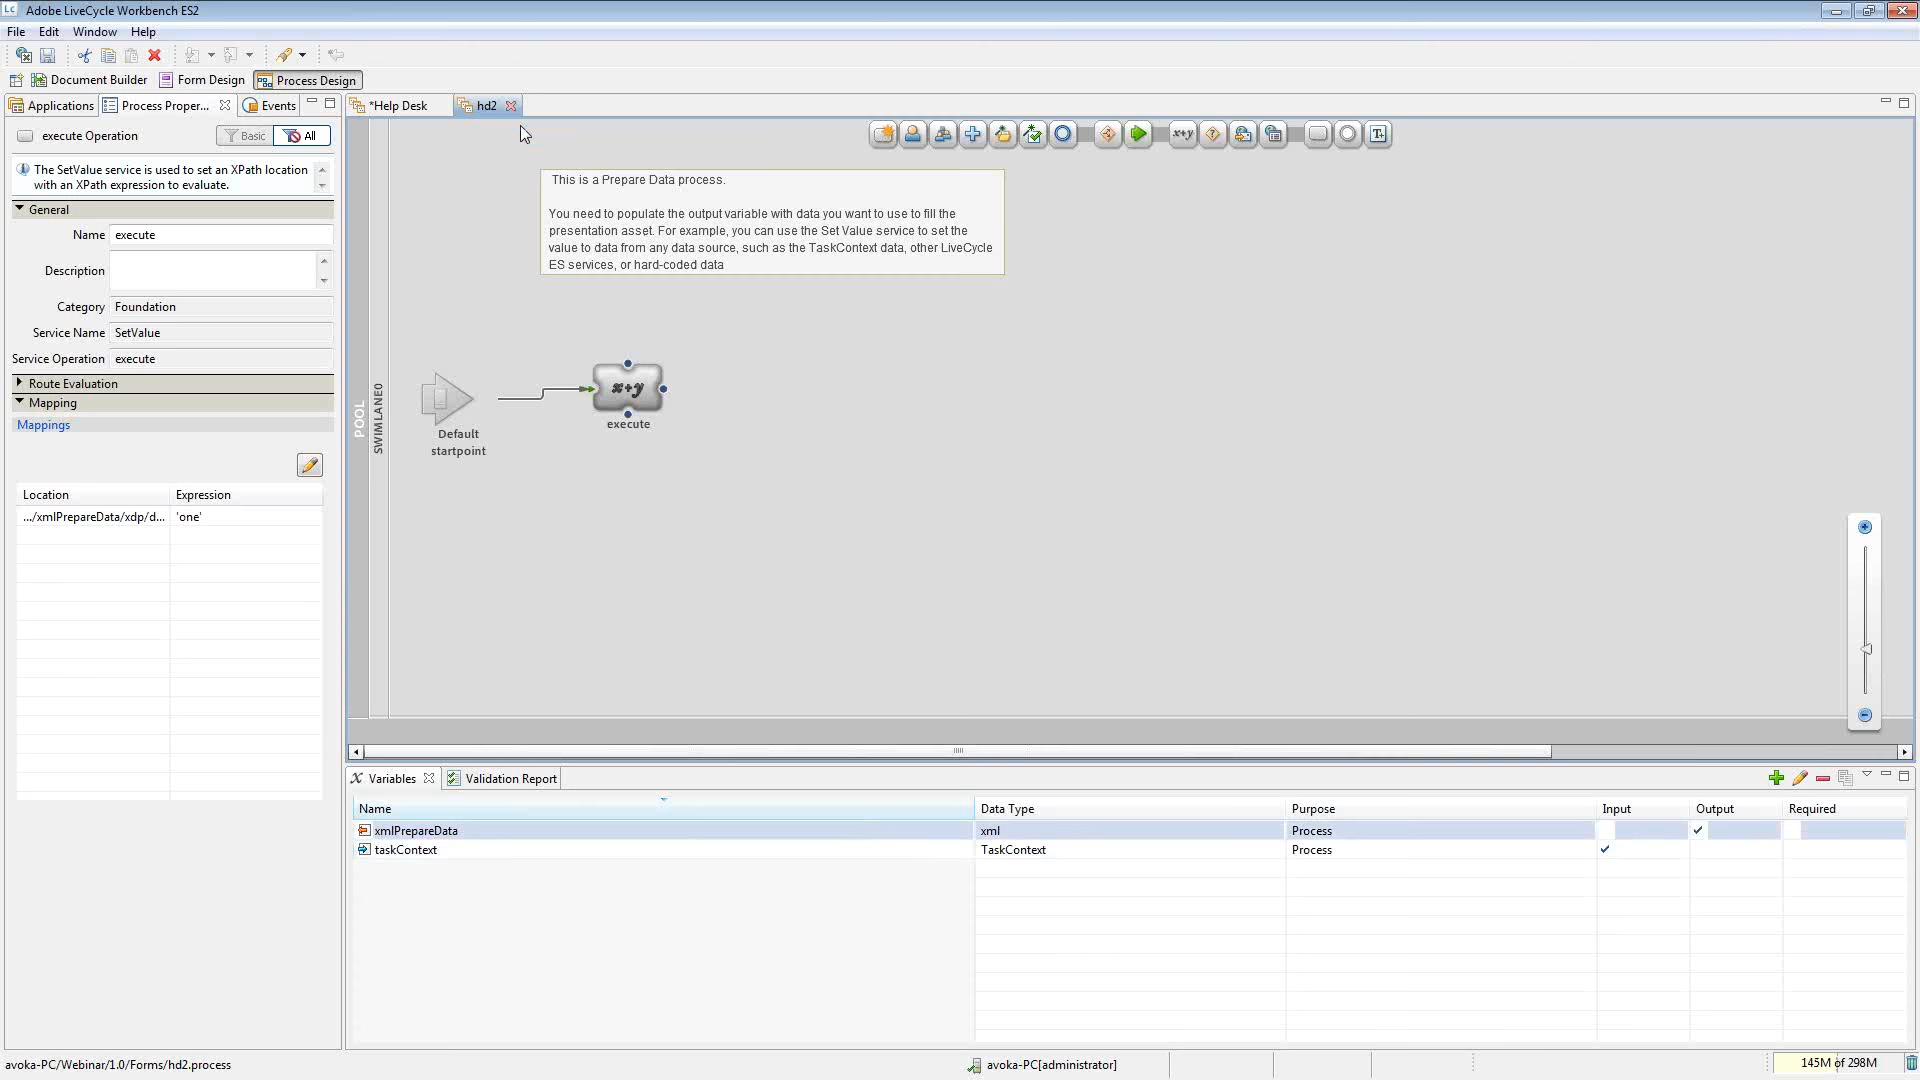 Lc Adobe LiveCycle Workbench ES2
File Edit Window Help
Document Builder Form Design Process Design
Applications Process Proper... Events *Help Desk hd2
execute Operation Basic All
The SetValue service is used to set an XPath location
with an XPath expression to evaluate.
General
Name execute
Description
Category Foundation
Service Name SetValue
Service Operation execute
Route Evaluation
Mapping
Mappings
Location Expression
.../xmlPrepareData/xdp/d... 'one'
x+y
T
POOL
SWIMLANE0
This is a Prepare Data process.
You need to populate the output variable with data you want to use to fill the
presentation asset. For example, you can use the Set Value service to set the
value to data from any data source, such as the TaskContext data, other LiveCycle
ES services, or hard-coded data
Default
startpoint
x+y
execute
x Variables Validation Report
Name Data Type Purpose Input Output Required
xmlPrepareData xml Process
taskContext TaskContext Process
avoka-PC/Webinar/1.0/Forms/hd2.process avoka-PC[administrator] 145M of 298M